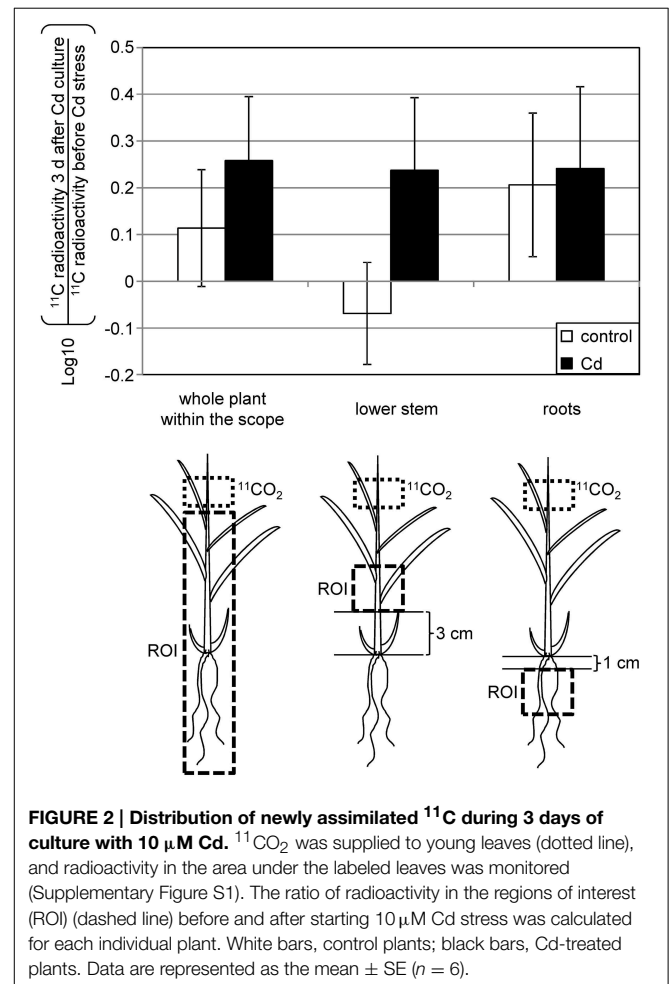 ¹¹C radioactivity 3 d after Cd culture
¹¹C radioactivity before Cd stress
Log10
0.5
0.4
0.3
0.2
0.1
0
-0.1
-0.2
control
Cd
whole plant
within the scope
lower stem
roots
¹¹CO₂
ROI
¹¹CO₂
ROI
3 cm
¹¹CO₂
1 cm
ROI
FIGURE 2 | Distribution of newly assimilated ¹¹C during 3 days of
culture with 10 μM Cd. ¹¹CO₂ was supplied to young leaves (dotted line),
and radioactivity in the area under the labeled leaves was monitored
(Supplementary Figure S1). The ratio of radioactivity in the regions of interest
(ROI) (dashed line) before and after starting 10 μM Cd stress was calculated
for each individual plant. White bars, control plants; black bars, Cd-treated
plants. Data are represented as the mean ± SE (n = 6).